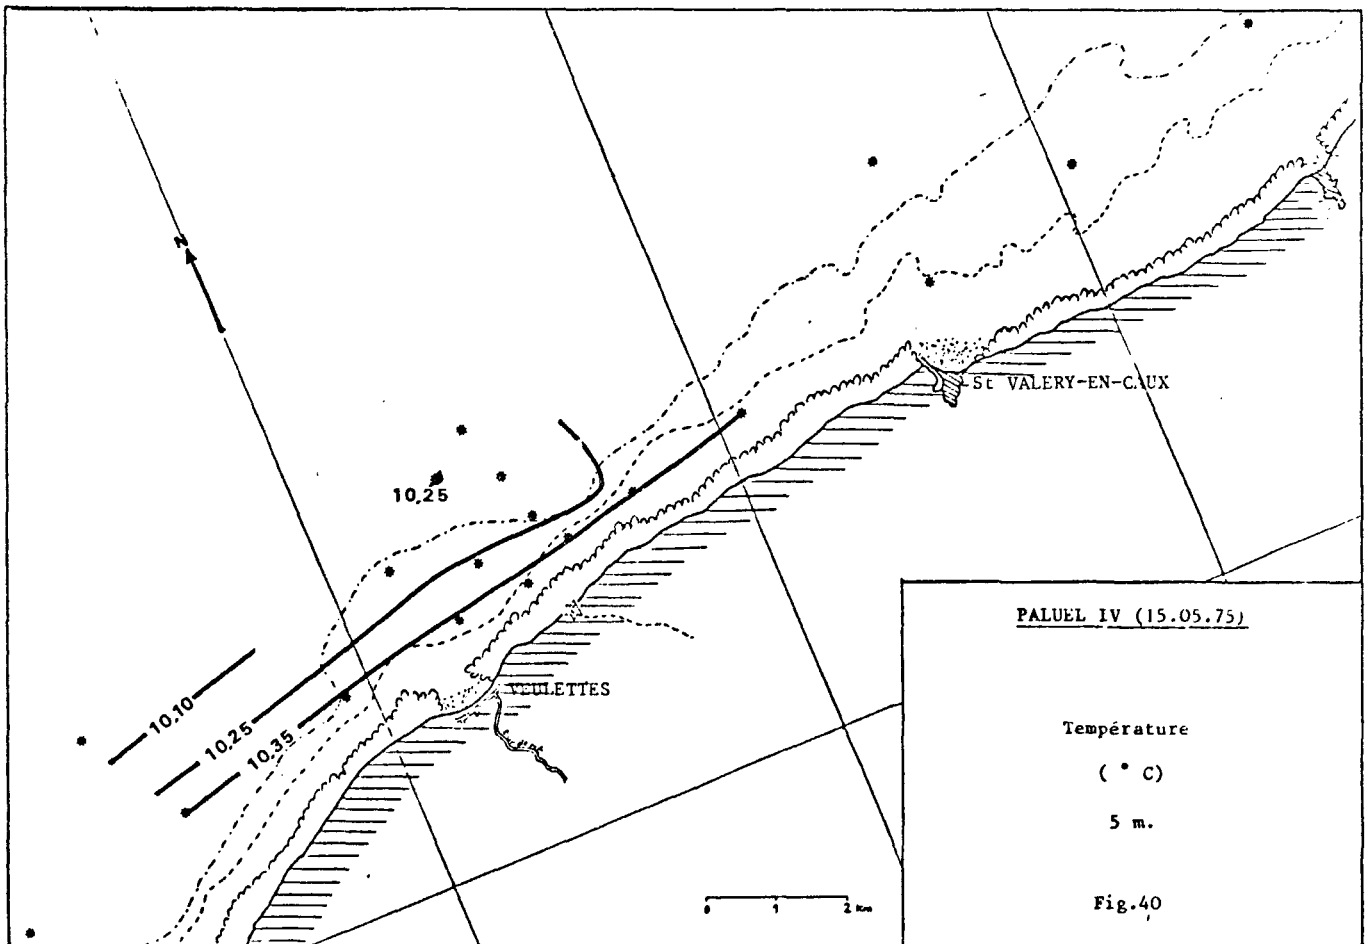 N
St VALERY-EN-CAUX
10,25
VEULETTES
10,10
10,25
10,35
0 1 2 Km
PALUEL IV (15.05.75)
Température
( ° C)
5 m.
Fig.40